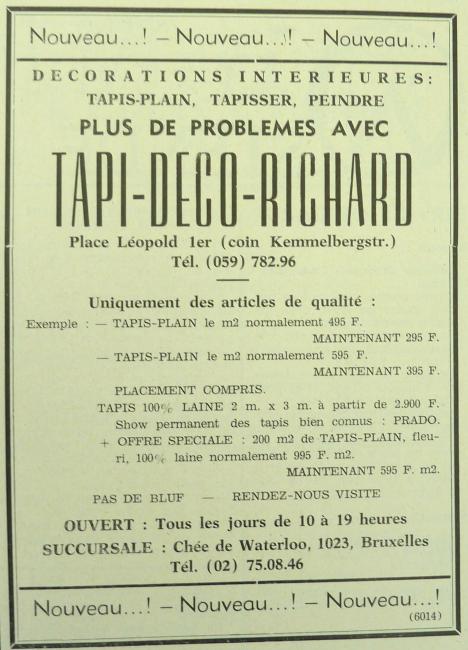 Nouveau...! — Nouveau...! — Nouveau...!
DECORATIONS INTERIEURES:
TAPIS-PLAIN, TAPISSER, PEINDRE
PLUS DE PROBLEMES AVEC
TAPI-DECO-RICHARD
Place Léopold 1er (coin Kemmelbergstr.)
Tél. (059) 782.96
Uniquement des articles de qualité :
Exemple : — TAPIS-PLAIN le m2 normalement 495 F.
MAINTENANT 295 F.
— TAPIS-PLAIN le m2 normalement 595 F.
MAINTENANT 395 F.
PLACEMENT COMPRIS.
TAPIS 100% LAINE 2 m. x 3 m. à partir de 2.900 F.
Show permanent des tapis bien connus : PRADO.
+ OFFRE SPECIALE : 200 m2 de TAPIS-PLAIN, fleu-
ri, 100% laine normalement 995 F. m2.
MAINTENANT 595 F. m2.
PAS DE BLUF — RENDEZ-NOUS VISITE
OUVERT : Tous les jours de 10 à 19 heures
SUCCURSALE : Chée de Waterloo, 1023, Bruxelles
Tél. (02) 75.08.46
Nouveau...! — Nouveau...! — Nouveau...!
(6014)